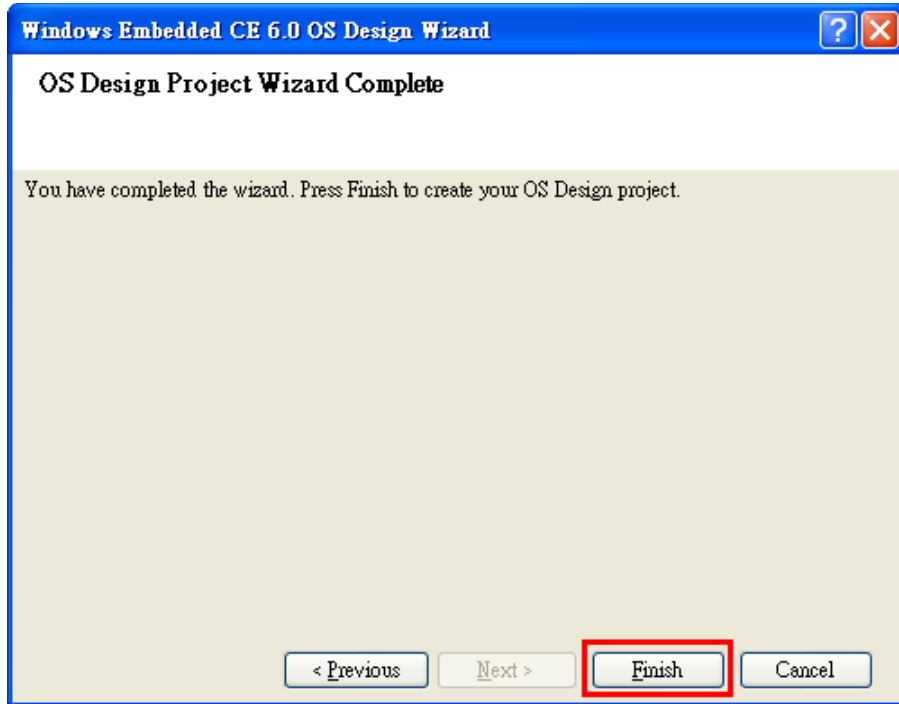 Windows Embedded CE 6.0 OS Design Wizard
?
OS Design Project Wizard Complete
You have completed the wizard. Press Finish to create your OS Design project.
< Previous Next > Finish Cancel